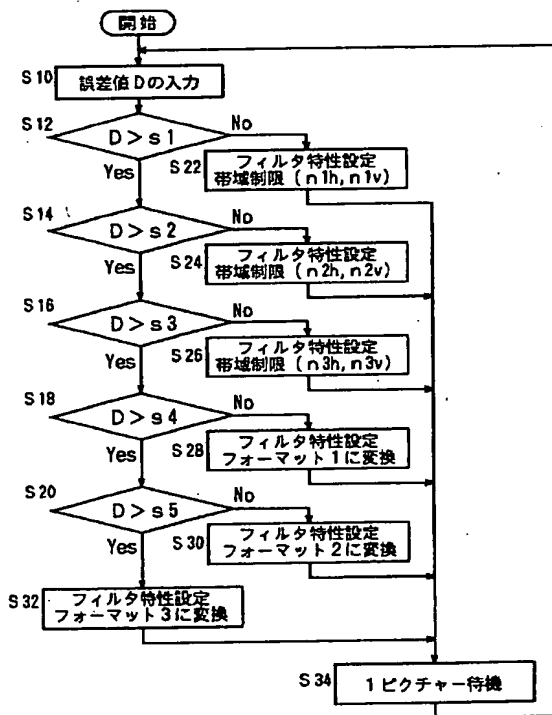 開始
S10
誤差値Dの入力
S12
D>s1
No
Yes
S22
フィルタ特性設定
帯域制限(n1h,n1v)
S14
D>s2
No
Yes
S24
フィルタ特性設定
帯域制限(n2h,n2v)
S16
D>s3
No
Yes
S26
フィルタ特性設定
帯域制限(n3h,n3v)
S18
D>s4
No
Yes
S28
フィルタ特性設定
フォーマット1に変換
S20
D>s5
No
Yes
S30
フィルタ特性設定
フォーマット2に変換
S32
フィルタ特性設定
フォーマット3に変換
S34
1ピクチャー待機